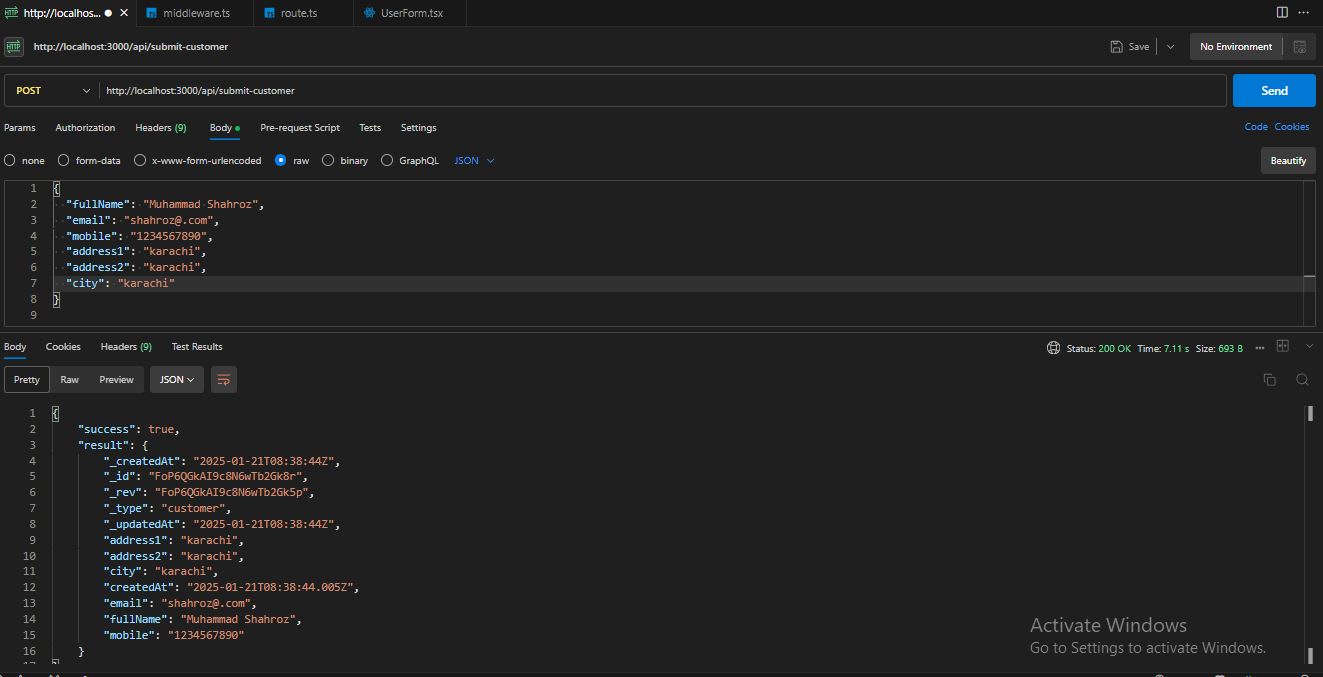 http://localhos... ● × TS middleware.ts TS route.ts UserForm.tsx ···
HTTP http://localhost:3000/api/submit-customer Save No Environment
POST http://localhost:3000/api/submit-customer Send
Params Authorization Headers (9) Body Pre-request Script Tests Settings Code Cookies
none form-data x-www-form-urlencoded raw binary GraphQL JSON Beautify
1 {
2 "fullName": "Muhammad Shahroz",
3 "email": "shahroz@.com",
4 "mobile": "1234567890",
5 "address1": "karachi",
6 "address2": "karachi",
7 "city": "karachi"
8 }
9
Body Cookies Headers (9) Test Results Status: 200 OK Time: 7.11 s Size: 693 B
Pretty Raw Preview JSON
1 {
2 "success": true,
3 "result": {
4 "_createdAt": "2025-01-21T08:38:44Z",
5 "_id": "FoP6QGkAI9c8N6wTb2Gk8r",
6 "_rev": "FoP6QGkAI9c8N6wTb2Gk5p",
7 "_type": "customer",
8 "_updatedAt": "2025-01-21T08:38:44Z",
9 "address1": "karachi",
10 "address2": "karachi",
11 "city": "karachi",
12 "createdAt": "2025-01-21T08:38:44.005Z",
13 "email": "shahroz@.com",
14 "fullName": "Muhammad Shahroz",
15 "mobile": "1234567890"
16 }
Activate Windows
Go to Settings to activate Windows.